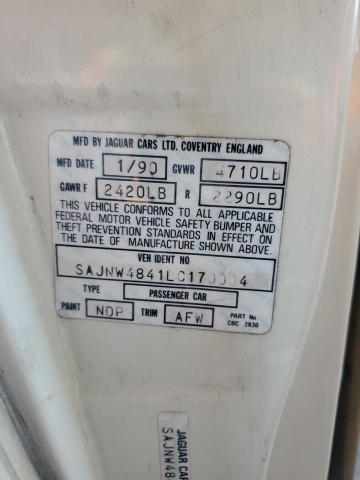 MFD BY JAGUAR CARS LTD. COVENTRY ENGLAND
MFD DATE 1/90 GVWR 4710LB
GAWR F 2420LB R 2290LB
THIS VEHICLE CONFORMS TO ALL APPLICABLE
FEDERAL MOTOR VEHICLE SAFETY BUMPER AND
THEFT PREVENTION STANDARDS IN EFFECT ON
THE DATE OF MANUFACTURE SHOWN ABOVE.
VEH IDENT NO
TYPE PASSENGER CAR
PAINT NDP TRIM AFW PART No
CBC 2830
JAGUAR CAR
SAJNW48